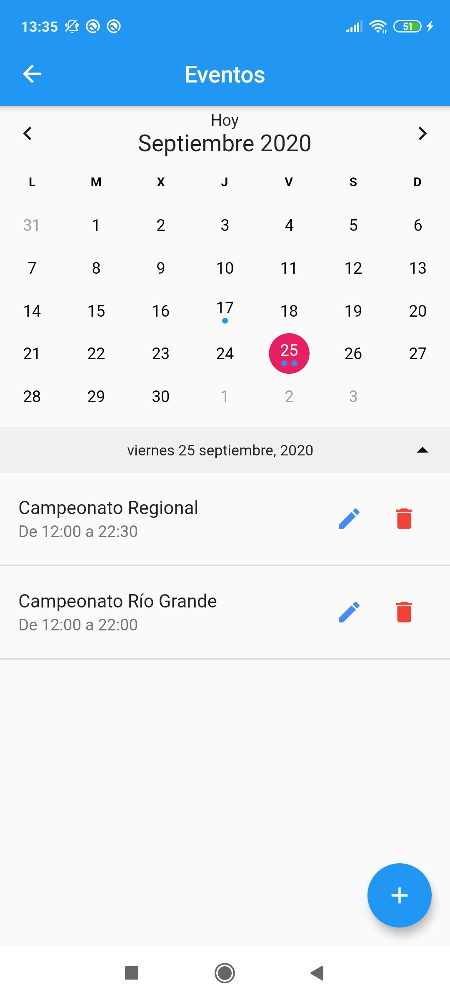 13:35
51
Eventos
Hoy
Septiembre 2020
L M X J V S D
31 1 2 3 4 5 6
7 8 9 10 11 12 13
14 15 16 17 18 19 20
21 22 23 24 25 26 27
28 29 30 1 2 3
viernes 25 septiembre, 2020
Campeonato Regional
De 12:00 a 22:30
Campeonato Río Grande
De 12:00 a 22:00